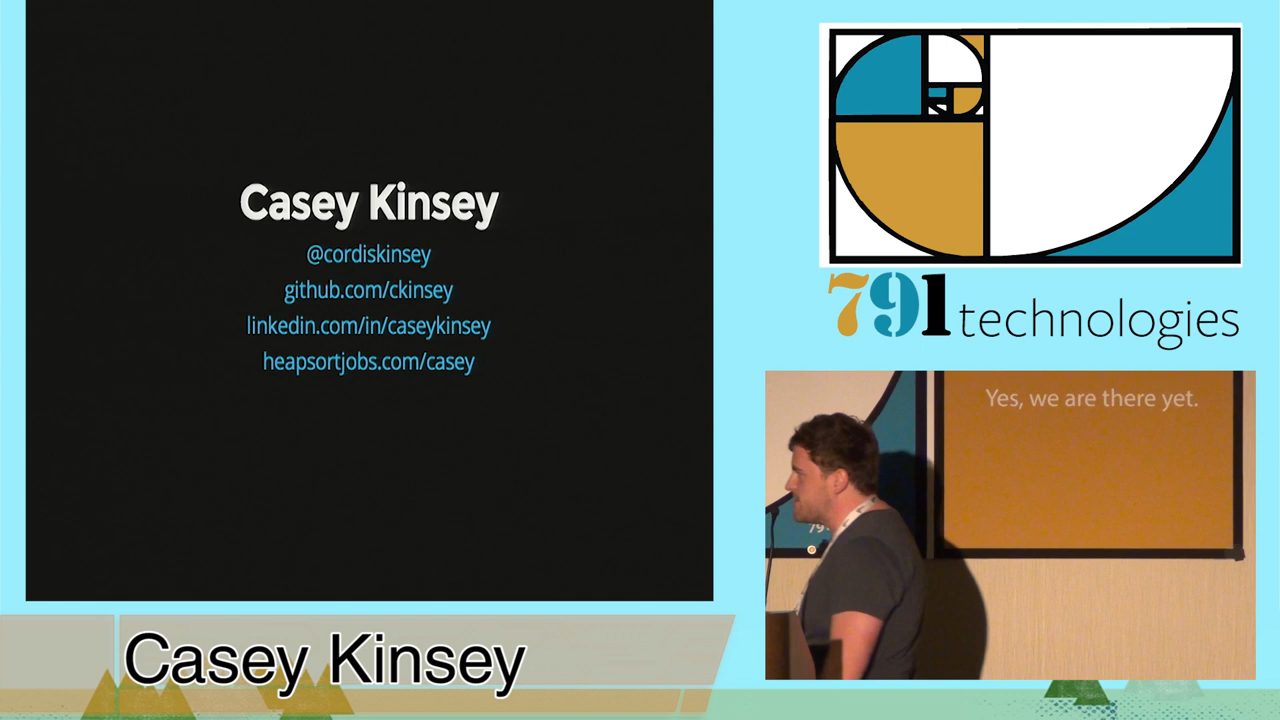 Casey Kinsey
@cordiskinsey
github.com/ckinsey
linkedin.com/in/caseykinsey
heapsortjobs.com/casey
791 technologies
Yes, we are there yet.
79
Casey Kinsey